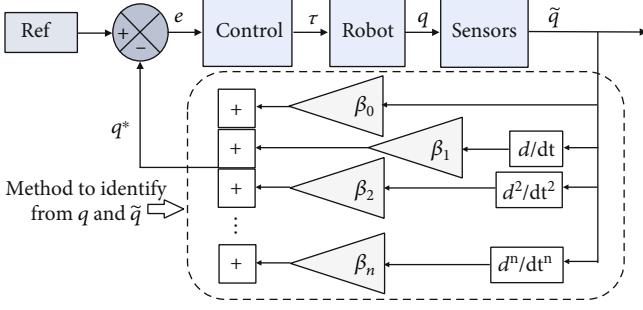 Ref
+
−
e
Control
τ
Robot
q
Sensors
q̃
q*
+
β₀
+
β₁
d/dt
+
β₂
d²/dt²
⋮
+
βₙ
dⁿ/dtⁿ
Method to identify
from q and q̃